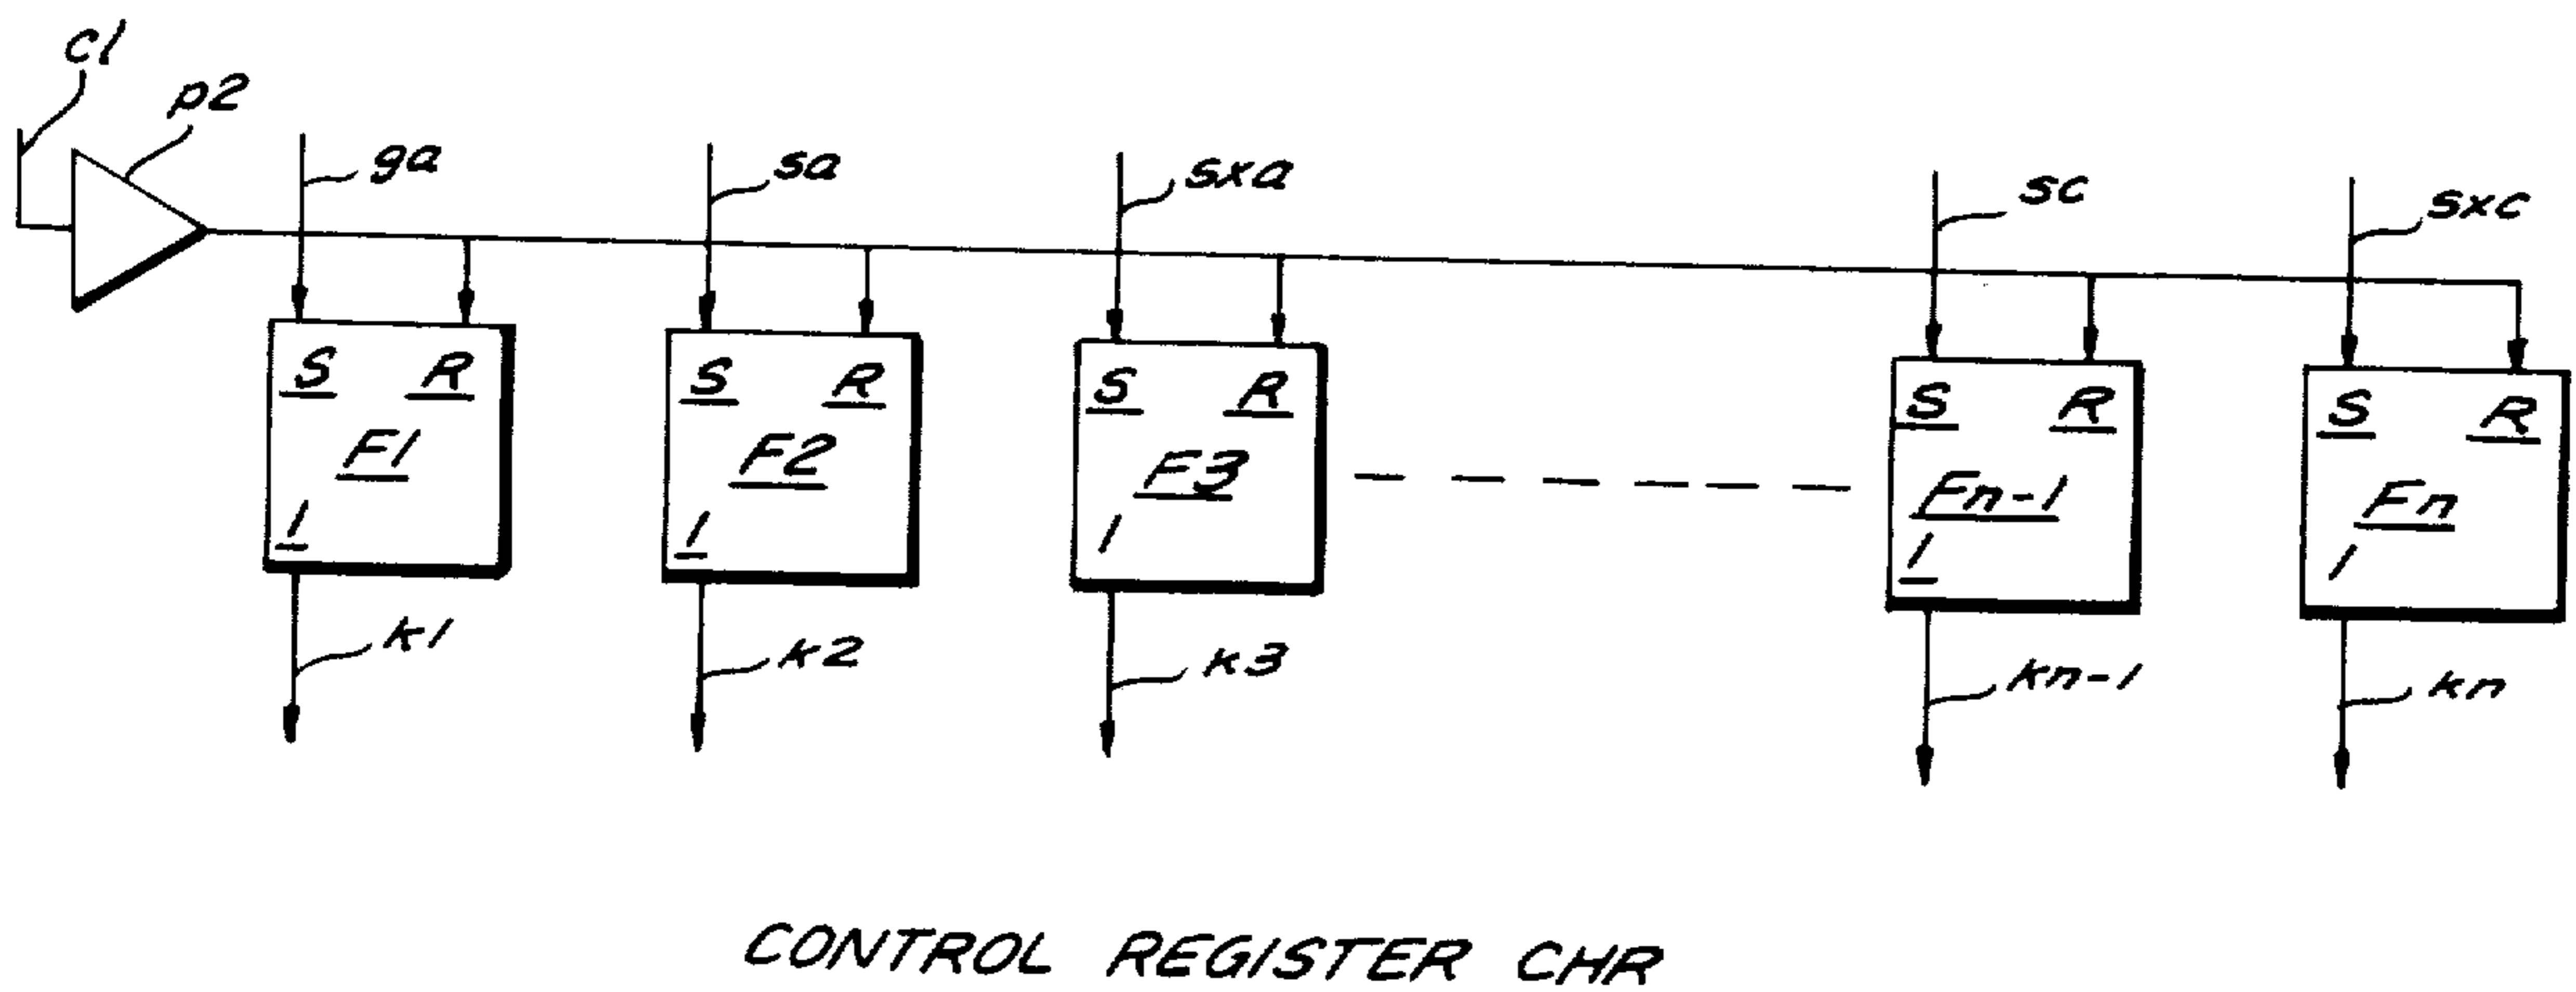 c1
p2
ga
sa
sxa
sc
sxc
S R
F1
1
S R
F2
1
S R
F3
1
S R
Fn-1
1
S R
Fn
1
k1
k2
k3
kn-1
kn
CONTROL REGISTER CHR